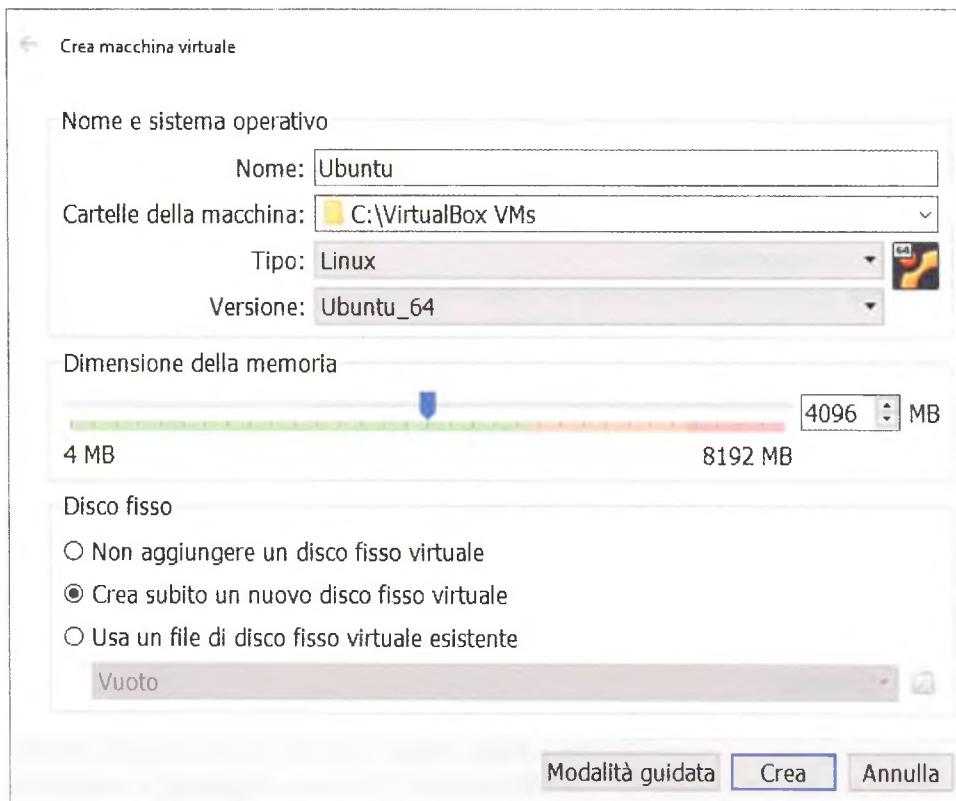 Crea macchina virtuale
Nome e sistema operativo
Nome: Ubuntu
Cartelle della macchina: C:\VirtualBox VMs
Tipo: Linux
64
Versione: Ubuntu_64
Dimensione della memoria
4096 MB
4 MB 8192 MB
Disco fisso
Non aggiungere un disco fisso virtuale
Crea subito un nuovo disco fisso virtuale
Usa un file di disco fisso virtuale esistente
Vuoto
Modalità guidata Crea Annulla